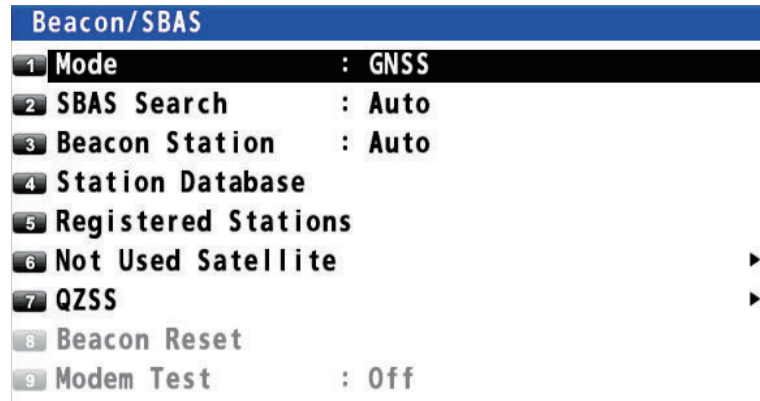 Beacon/SBAS
1 Mode : GNSS
2 SBAS Search : Auto
3 Beacon Station : Auto
4 Station Database
5 Registered Stations
6 Not Used Satellite
7 QZSS
8 Beacon Reset
9 Modem Test : Off